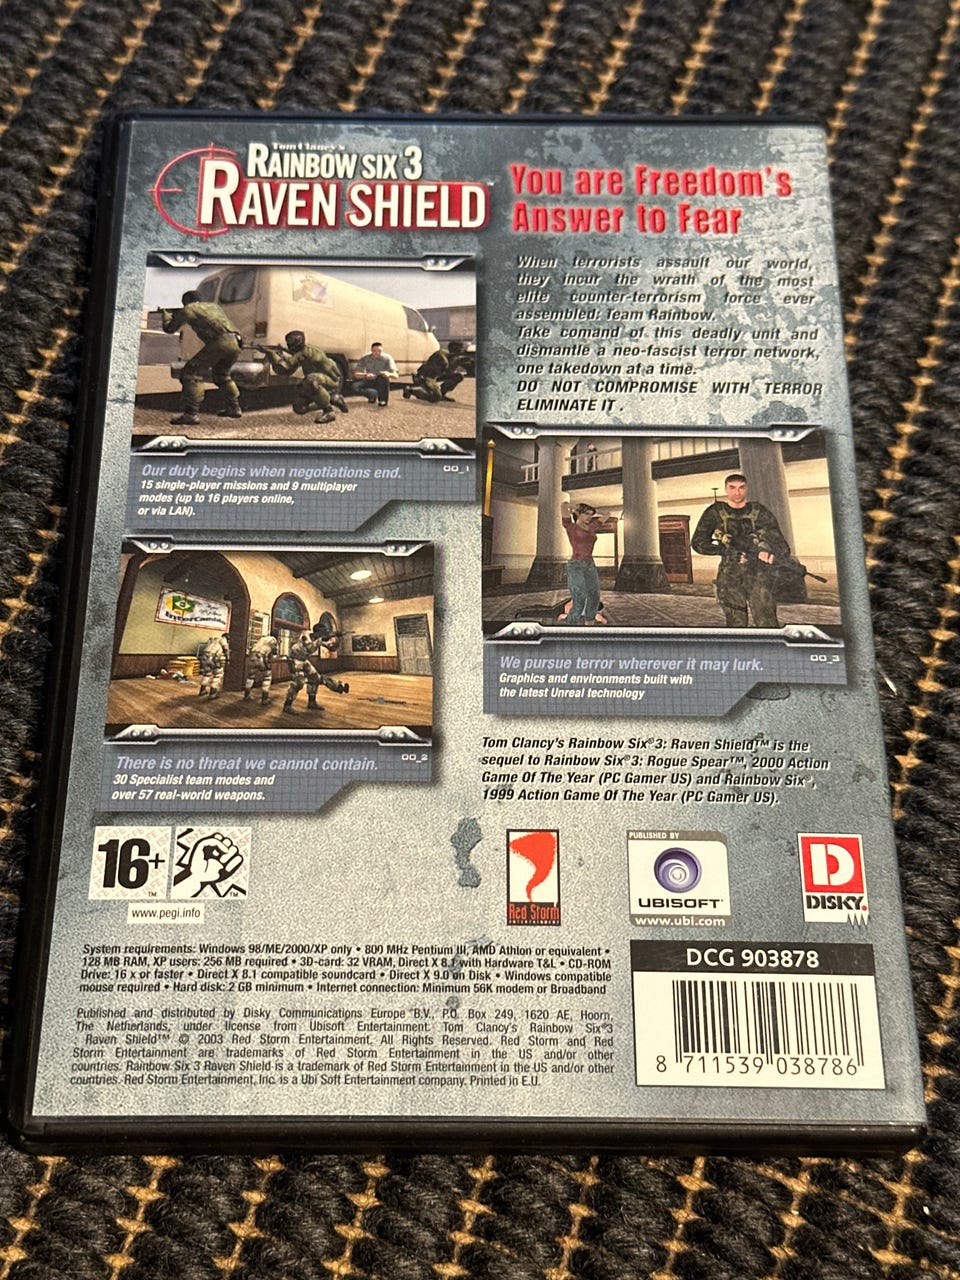 Tom Clancy's
RAINBOW SIX 3
RAVEN SHIELD™
You are Freedom's
Answer to Fear
When terrorists assault our world,
they incur the wrath of the most
elite counter-terrorism force ever
assembled: Team Rainbow.
Take comand of this deadly unit and
dismantle a neo-fascist terror network,
one takedown at a time.
DO NOT COMPROMISE WITH TERROR
ELIMINATE IT .
Our duty begins when negotiations end.
00_1
15 single-player missions and 9 multiplayer
modes (up to 16 players online,
or via LAN).
We pursue terror wherever it may lurk.
00_3
Graphics and environments built with
the latest Unreal technology
There is no threat we cannot contain.
00_2
30 Specialist team modes and
over 57 real-world weapons.
Tom Clancy's Rainbow Six®3: Raven Shield™ is the
sequel to Rainbow Six®3: Rogue Spear™, 2000 Action
Game Of The Year (PC Gamer US) and Rainbow Six®,
1999 Action Game Of The Year (PC Gamer US).
16+
™
™
www.pegi.info
Red Storm
ENTERTAINMENT
PUBLISHED BY
UBISOFT™
www.ubi.com
D
DISKY.
System requirements: Windows 98/ME/2000/XP only • 800 MHz Pentium III, AMD Athlon or equivalent •
128 MB RAM, XP users: 256 MB required • 3D-card: 32 VRAM, Direct X 8.1 with Hardware T&L • CD-ROM
Drive: 16 x or faster • Direct X 8.1 compatible soundcard • Direct X 9.0 on Disk • Windows compatible
mouse required • Hard disk: 2 GB minimum • Internet connection: Minimum 56K modem or Broadband
Published and distributed by Disky Communications Europe B.V., P.O. Box 249, 1620 AE, Hoorn,
The Netherlands, under license from Ubisoft Entertainment. Tom Clancy's Rainbow Six®3
Raven Shield™ © 2003 Red Storm Entertainment. All Rights Reserved. Red Storm and Red
Storm Entertainment are trademarks of Red Storm Entertainment in the US and/or other
countries. Rainbow Six 3 Raven Shield is a trademark of Red Storm Entertainment in the US and/or other
countries. Red Storm Entertainment, Inc. is a Ubi Soft Entertainment company. Printed in E.U.
DCG 903878
8 711539 038786